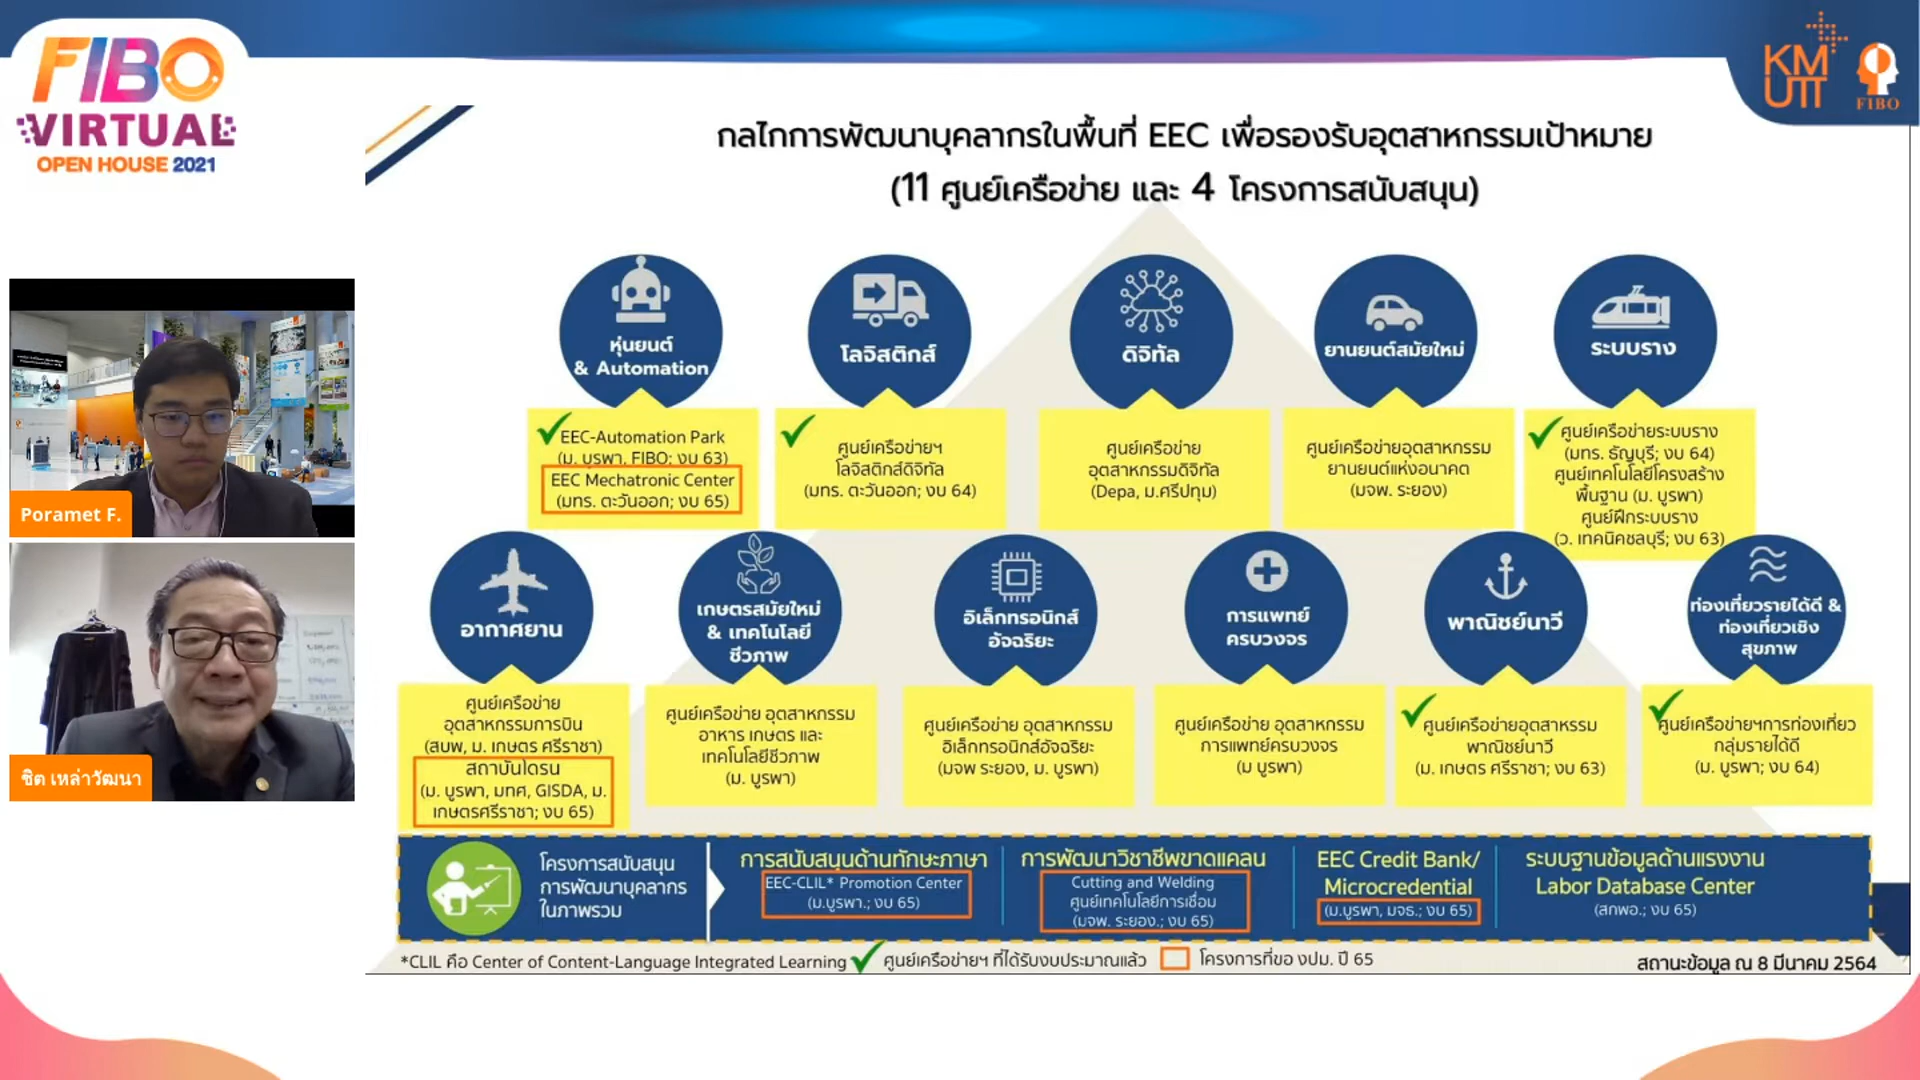 FIBO
VIRTUAL
OPEN HOUSE 2021
KM
UTT
FIBO
กลไกการพัฒนาบุคลากรในพื้นที่ EEC เพื่อรองรับอุตสาหกรรมเป้าหมาย
(11 ศูนย์เครือข่าย และ 4 โครงการสนับสนุน)
หุ่นยนต์
& Automation
โลจิสติกส์
ดิจิทัล
ยานยนต์สมัยใหม่
ระบบราง
EEC-Automation Park
(ม. บูรพา, FIBO; งบ 63)
EEC Mechatronic Center
(มทร. ตะวันออก; งบ 65)
ศูนย์เครือข่ายฯ
โลจิสติกส์ดิจิทัล
(มทร. ตะวันออก; งบ 64)
ศูนย์เครือข่าย
อุตสาหกรรมดิจิทัล
(Depa, ม.ศรีปทุม)
ศูนย์เครือข่ายอุตสาหกรรม
ยานยนต์แห่งอนาคต
(มจพ. ระยอง)
ศูนย์เครือข่ายระบบราง
(มทร. ธัญบุรี; งบ 64)
ศูนย์เทคโนโลยีโครงสร้าง
พื้นฐาน (ม. บูรพา)
ศูนย์ฝึกระบบราง
(ว. เทคนิคชลบุรี; งบ 63)
Poramet F.
ชิต เหล่าวัฒนา
อากาศยาน
เกษตรสมัยใหม่
& เทคโนโลยี
ชีวภาพ
อิเล็กทรอนิกส์
อัจฉริยะ
การแพทย์
ครบวงจร
พาณิชย์นาวี
ท่องเที่ยวรายได้ดี &
ท่องเที่ยวเชิง
สุขภาพ
ศูนย์เครือข่าย
อุตสาหกรรมการบิน
(สบพ, ม. เกษตร ศรีราชา)
สถาบันโดรน
(ม. บูรพา, มทศ, GISDA, ม.
เกษตรศรีราชา; งบ 65)
ศูนย์เครือข่าย อุตสาหกรรม
อาหาร เกษตร และ
เทคโนโลยีชีวภาพ
(ม. บูรพา)
ศูนย์เครือข่าย อุตสาหกรรม
อิเล็กทรอนิกส์อัจฉริยะ
(มจพ ระยอง, ม. บูรพา)
ศูนย์เครือข่าย อุตสาหกรรม
การแพทย์ครบวงจร
(ม บูรพา)
ศูนย์เครือข่ายอุตสาหรรม
พาณิชย์นาวี
(ม. เกษตร ศรีราชา; งบ 63)
ศูนย์เครือข่ายฯการท่องเที่ยว
กลุ่มรายได้ดี
(ม. บูรพา; งบ 64)
โครงการสนับสนุน
การพัฒนาบุคลากร
ในภาพรวม
การสนับสนุนด้านทักษะภาษา
EEC-CLIL* Promotion Center
(ม.บูรพา.; งบ 65)
การพัฒนาวิชาชีพขาดแคลน
Cutting and Welding
ศูนย์เทคโนโลยีการเชื่อม
(มจพ. ระยอง.; งบ 65)
EEC Credit Bank/
Microcredential
(ม.บูรพา, มจธ.; งบ 65)
ระบบฐานข้อมูลด้านแรงงาน
Labor Database Center
(สกพอ.; งบ 65)
*CLIL คือ Center of Content-Language Integrated Learning
ศูนย์เครือข่ายฯ ที่ได้รับงบประมาณแล้ว
โครงการที่ขอ งปม. ปี 65
สถานะข้อมูล ณ 8 มีนาคม 2564